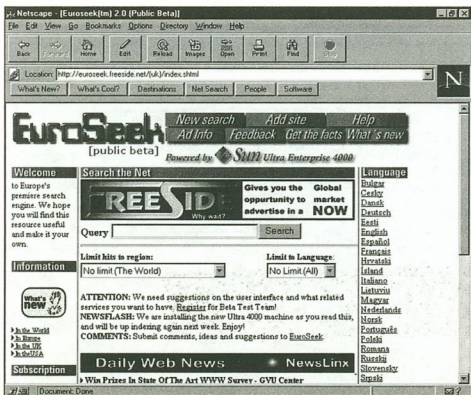 Netscape - [Euroseek[tm] 2.0 (Public Beta)]
File Edit View Go Bookmarks Options Directory Window Help
Back Forward Home Edit Reload Images Open Print Find Stop
Location: http://euroseek.freeside.net/(uk)/index.shtml
What's New? What's Cool? Destinations Net Search People Software
N
EuroSeek
[public beta]
New search Add site Help
Ad Info Feedback Get the facts What's new
Powered by Sun Ultra Enterprise 4000
Welcome
to Europe's
premiere search
engine. We hope
you will find this
resource useful
and make it your
own.
Information
What's
new
In the World
In Europe
In the UK
In the USA
Subscription
Search the Net
FREESIDE
Why wait?
Gives you the Global
opportunity to market
advertise in a NOW
Query
Search
Limit hits to region:
Limit to Language:
No limit (The World)
No Limit (All)
ATTENTION: We need suggestions on the user interface and what related
services you want to have, Register for Beta Test Team!
NEWSFLASH: We are installing the new Ultra 4000 machine as you read this,
and will be up indexing again next week. Enjoy!
COMMENTS: Submit comments, ideas and suggestions to EuroSeek.
Daily Web News NewsLinx
Win Prizes In State Of The Art WWW Survey - GVU Center
Language
Bulgar
Cesky
Dansk
Deutsch
Eesti
English
Español
Français
Hrvatski
Island
Italiano
Lietuviu
Magyar
Nederlands
Norsk
Português
Polski
Romana
Russkij
Slovensky
Srpski
Document: Done